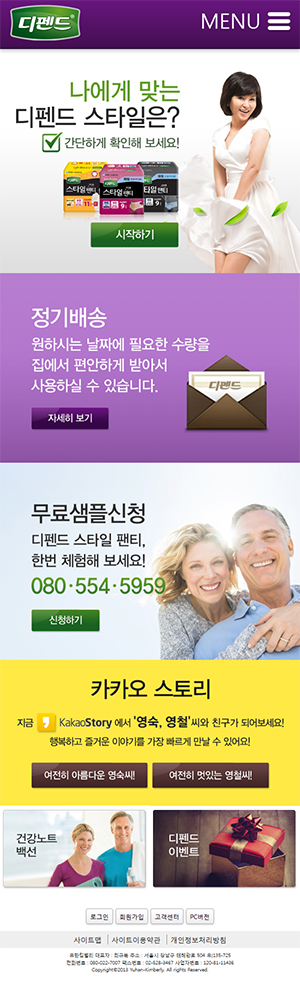 디펜드
MENU
나에게 맞는
디펜드 스타일은?
간단하게 확인해 보세요!
시작하기
정기배송
원하시는 날짜에 필요한 수량을
집에서 편안하게 받아서
사용하실 수 있습니다.
디펜드
자세히 보기
무료샘플신청
디펜드 스타일 팬티,
한번 체험해 보세요!
080·554·5959
신청하기
카카오 스토리
지금 KakaoStory 에서 '영숙, 영철'씨와 친구가 되어보세요!
행복하고 즐거운 이야기를 가장 빠르게 만날 수 있어요!
여전히 아름다운 영숙씨!
여전히 멋있는 영철씨!
건강노트
백선
디펜드
이벤트
로그인 회원가입 고객센터 PC버전
사이트맵 | 사이트이용약관 | 개인정보처리방침
Copyright©2013 Yuhan-Kimberly. All rights Reserved.